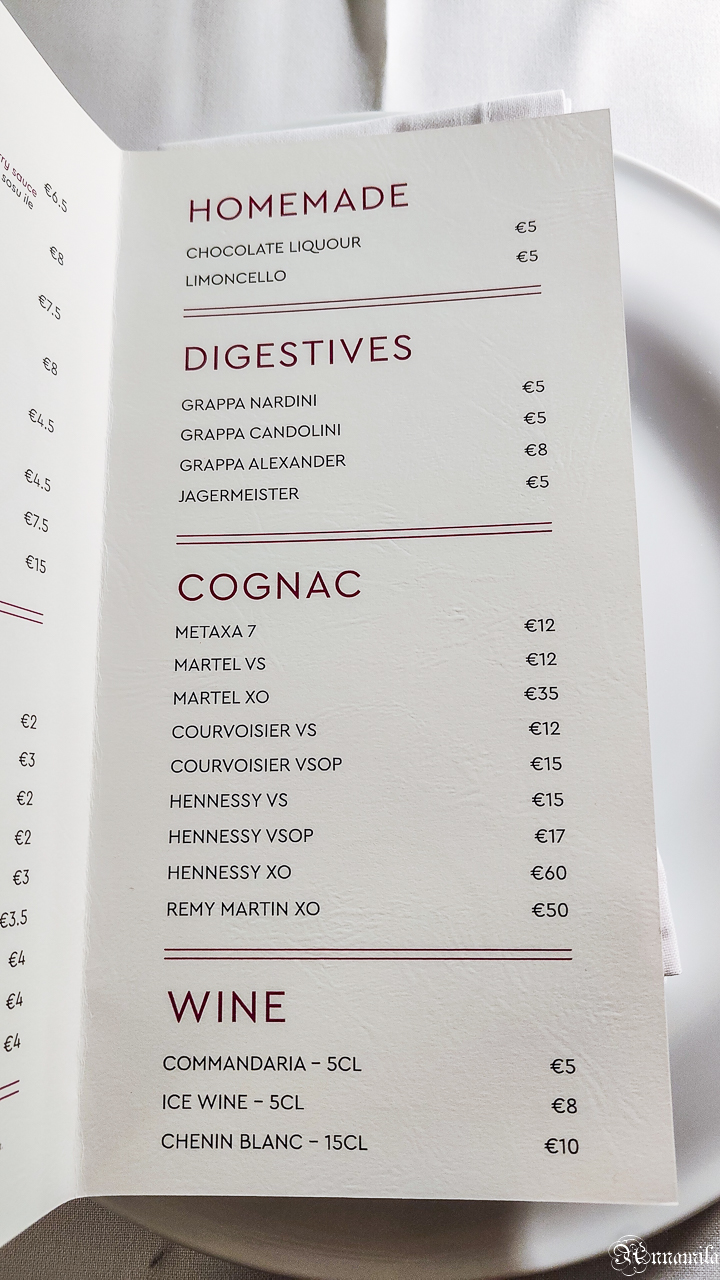 ry sauce €6.5
sosu ile
€8
€7.5
€8
€4.5
€4.5
€7.5
€15
€2
€3
€2
€2
€3
€3.5
€4
€4
€4
HOMEMADE
CHOCOLATE LIQUOUR €5
LIMONCELLO €5
DIGESTIVES
GRAPPA NARDINI €5
GRAPPA CANDOLINI €5
GRAPPA ALEXANDER €8
JAGERMEISTER €5
COGNAC
METAXA 7 €12
MARTEL VS €12
MARTEL XO €35
COURVOISIER VS €12
COURVOISIER VSOP €15
HENNESSY VS €15
HENNESSY VSOP €17
HENNESSY XO €60
REMY MARTIN XO €50
WINE
COMMANDARIA – 5CL €5
ICE WINE – 5CL €8
CHENIN BLANC – 15CL €10